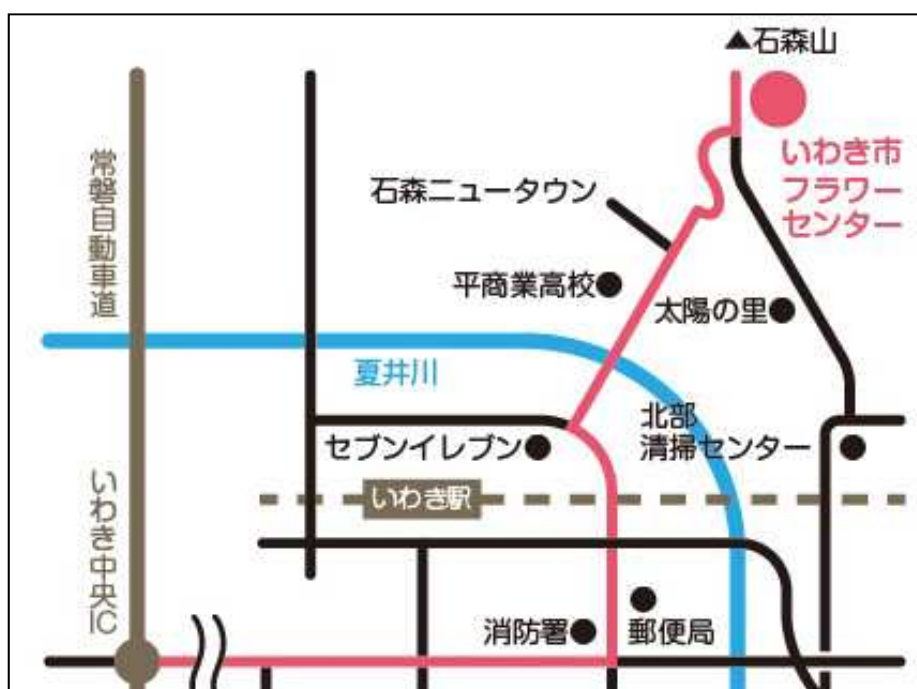 ▲石森山
いわき市
フラワー
センター
常磐自動車道
石森ニュータウン
平商業高校
太陽の里
夏井川
北部
清掃センター
セブンイレブン
いわき駅
いわき中央IC
消防署
郵便局